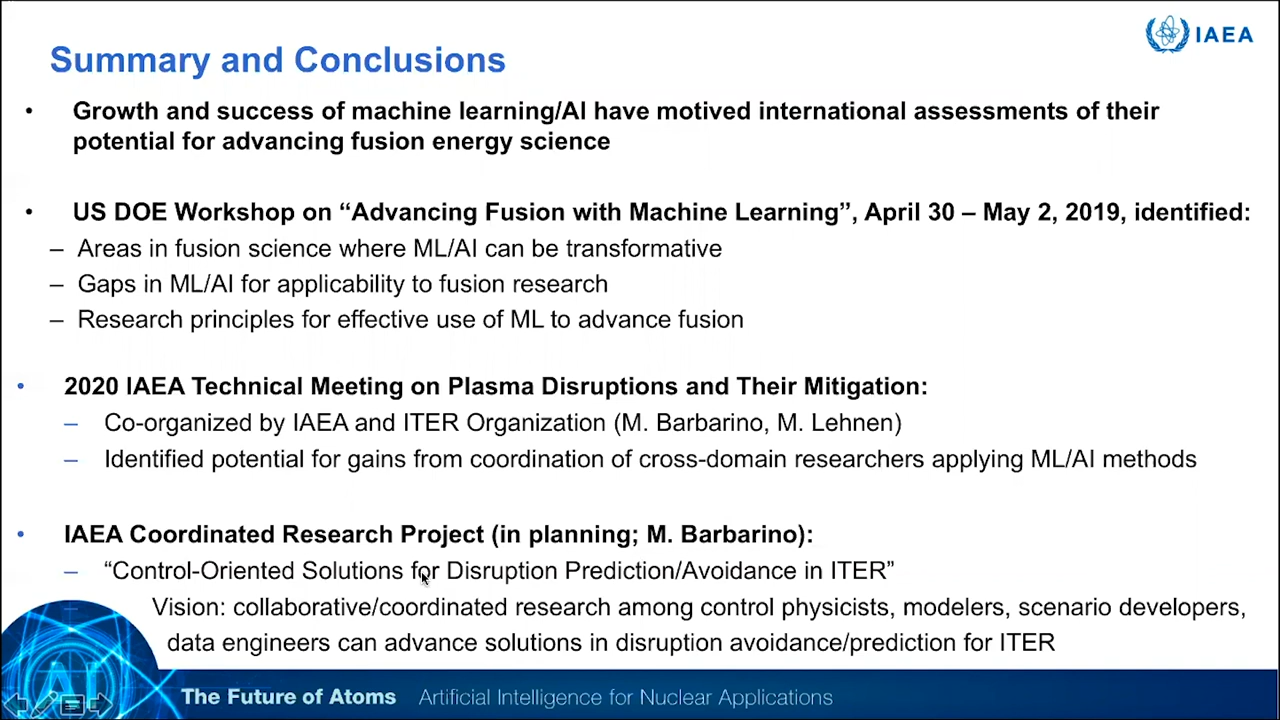 IAEA
Summary and Conclusions
• Growth and success of machine learning/AI have motived international assessments of their
potential for advancing fusion energy science
• US DOE Workshop on “Advancing Fusion with Machine Learning”, April 30 – May 2, 2019, identified:
– Areas in fusion science where ML/AI can be transformative
– Gaps in ML/AI for applicability to fusion research
– Research principles for effective use of ML to advance fusion
• 2020 IAEA Technical Meeting on Plasma Disruptions and Their Mitigation:
– Co-organized by IAEA and ITER Organization (M. Barbarino, M. Lehnen)
– Identified potential for gains from coordination of cross-domain researchers applying ML/AI methods
• IAEA Coordinated Research Project (in planning; M. Barbarino):
– “Control-Oriented Solutions for Disruption Prediction/Avoidance in ITER”
– Vision: collaborative/coordinated research among control physicists, modelers, scenario developers,
data engineers can advance solutions in disruption avoidance/prediction for ITER
AI
The Future of Atoms Artificial Intelligence for Nuclear Applications